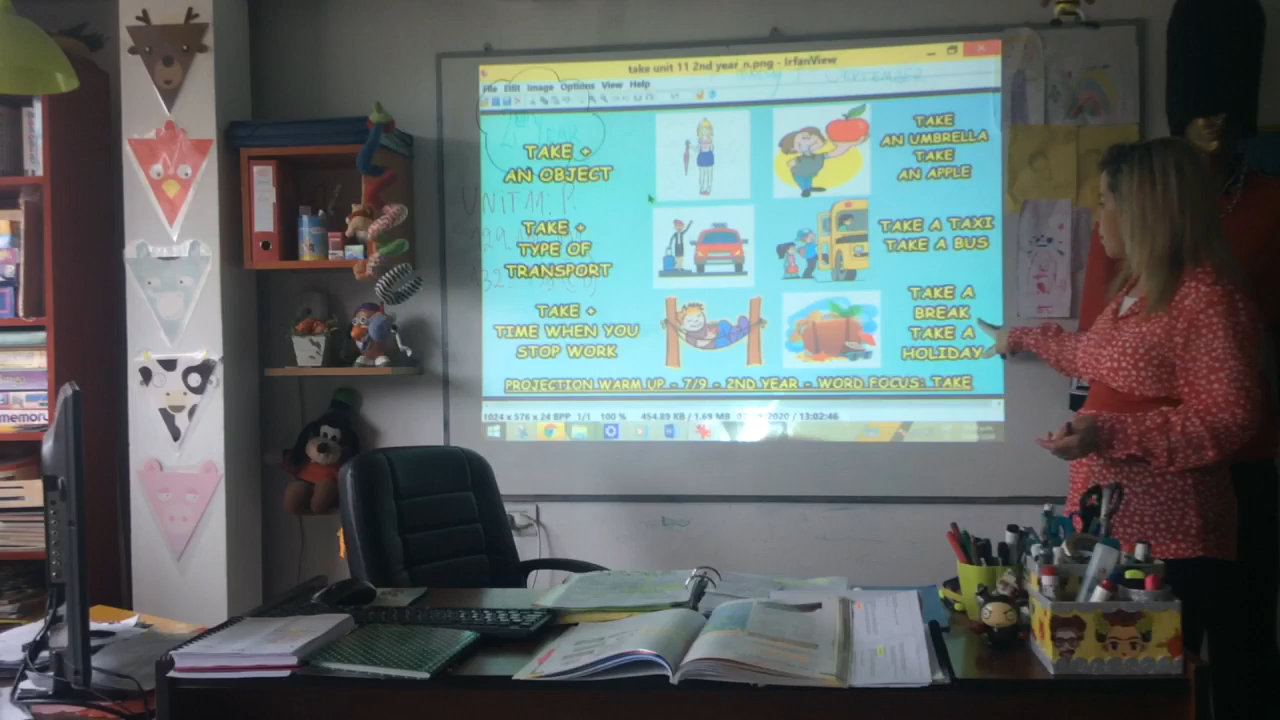 take unit 11 2nd year_n.png - IrfanView
File Edit Image Options View Help
TAKE +
AN OBJECT
TAKE
AN UMBRELLA
TAKE
AN APPLE
TAKE +
TYPE OF
TRANSPORT
TAKE A TAXI
TAKE A BUS
TAKE +
TIME WHEN YOU
STOP WORK
TAKE A
BREAK
TAKE A
HOLIDAY
PROJECTION WARM UP - 7/9 - 2ND YEAR - WORD FOCUS: TAKE
1024 x 576 x 24 BPP 1/1 100 % 454.89 KB / 1.69 MB 2020 / 13:02:46
UNIT 11: P.
memory